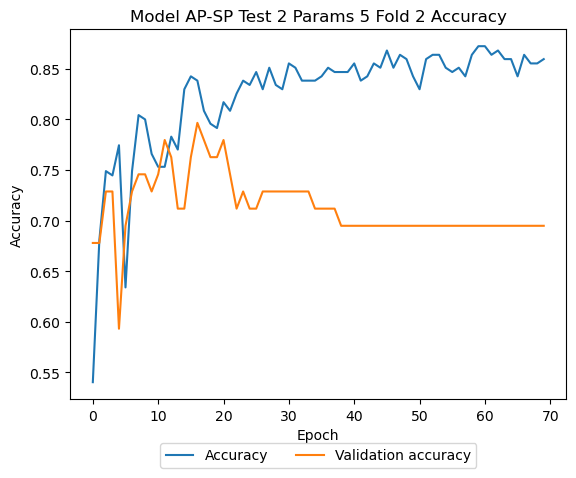 Model AP-SP Test 2 Params 5 Fold 2 Accuracy
Accuracy
0.85
0.80
0.75
0.70
0.65
0.60
0.55
0 10 20 30 40 50 60 70
Epoch
Accuracy Validation accuracy